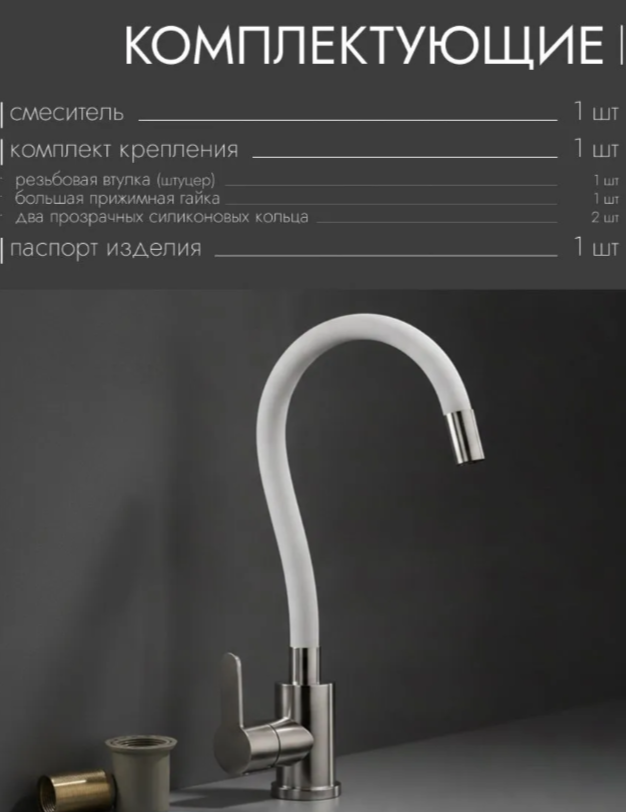 КОМПЛЕКТУЮЩИЕ
смеситель 1 шт
комплект крепления 1 шт
резьбовая втулка (штуцер) 1 шт
большая прижимная гайка 1 шт
два прозрачных силиконовых кольца 2 шт
паспорт изделия 1 шт